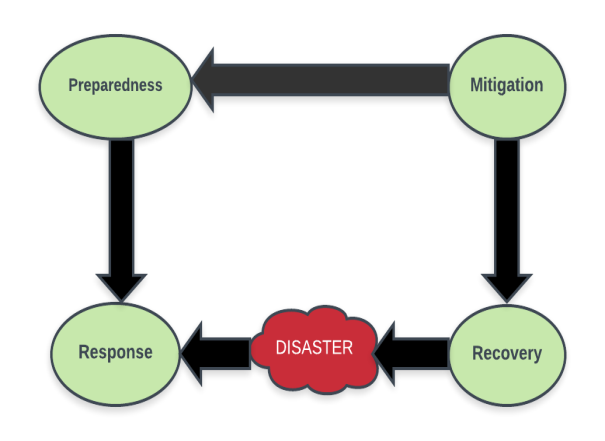 Preparedness
Mitigation
Response
DISASTER
Recovery